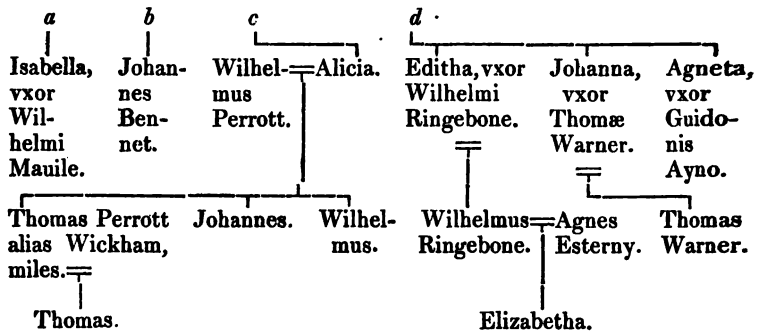 a b c d
Isabella, Johan- Wilhel- Alicia. Editha, vxor Johanna, Agneta,
vxor nes mus Wilhelmi vxor vxor
Wil- Ben- Perrott. Ringebone. Thomæ Guido-
helmi net. Warner. nis
Mauile. Ayno.
Thomas Perrott Johannes. Wilhel- Wilhelmus Agnes Thomas
alias Wickham, mus. Ringebone. Esterny. Warner.
miles.
Thomas. Elizabetha.